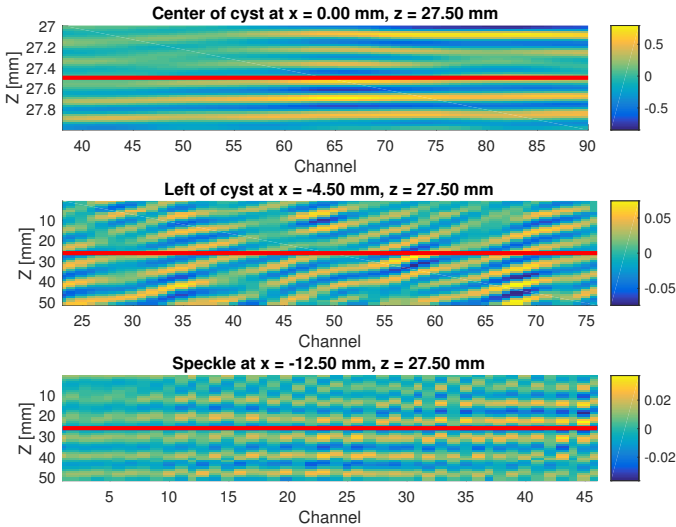 Center of cyst at x = 0.00 mm, z = 27.50 mm
27
27.2
27.4
27.6
27.8
Z [mm]
0.5
0
-0.5
40 45 50 55 60 65 70 75 80 85 90
Channel
Left of cyst at x = -4.50 mm, z = 27.50 mm
10
20
30
40
50
Z [mm]
0.05
0
-0.05
25 30 35 40 45 50 55 60 65 70 75
Channel
Speckle at x = -12.50 mm, z = 27.50 mm
10
20
30
40
50
Z [mm]
0.02
0
-0.02
5 10 15 20 25 30 35 40 45
Channel